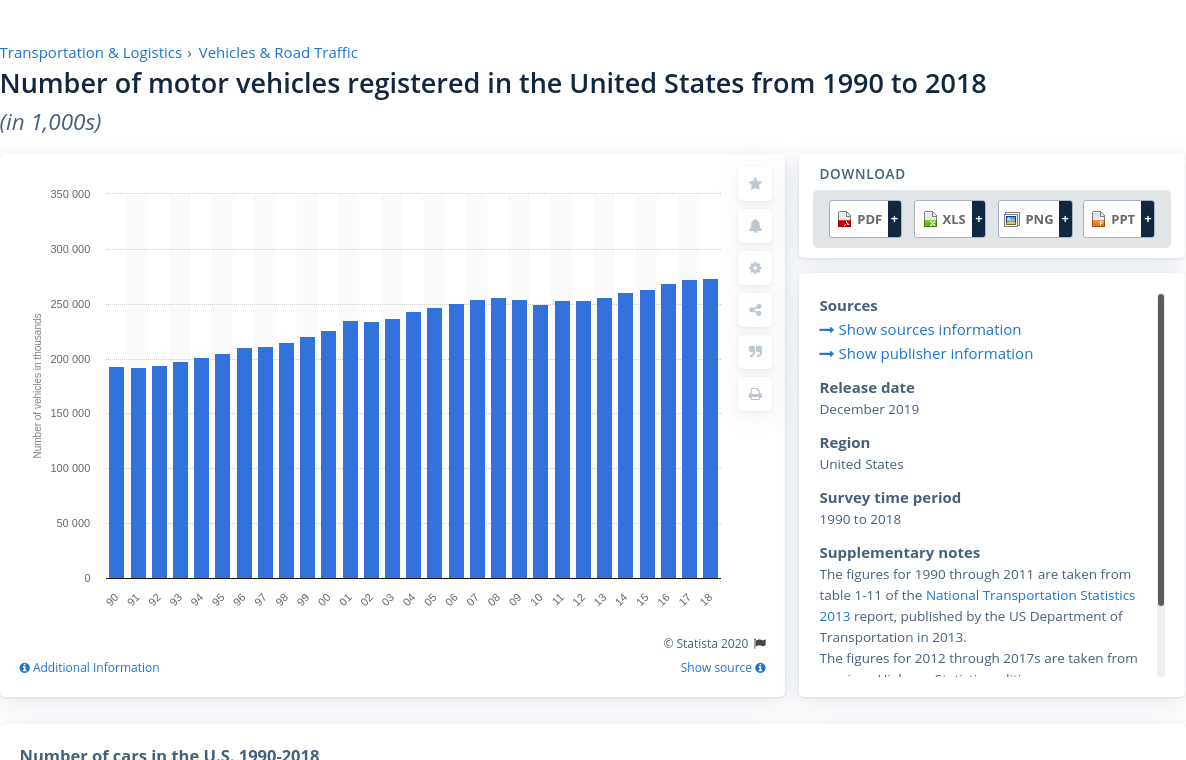 Transportation & Logistics › Vehicles & Road Traffic
Number of motor vehicles registered in the United States from 1990 to 2018
(in 1,000s)
350 000
300 000
250 000
200 000
150 000
100 000
50 000
0
Number of vehicles in thousands
90 91 92 93 94 95 96 97 98 99 00 01 02 03 04 05 06 07 08 09 10 11 12 13 14 15 16 17 18
© Statista 2020
Additional Information
Show source
DOWNLOAD
PDF + XLS + PNG + PPT +
Sources
Show sources information
Show publisher information
Release date
December 2019
Region
United States
Survey time period
1990 to 2018
Supplementary notes
The figures for 1990 through 2011 are taken from
table 1-11 of the National Transportation Statistics
2013 report, published by the US Department of
Transportation in 2013.
The figures for 2012 through 2017s are taken from
Number of cars in the U.S. 1990-2018